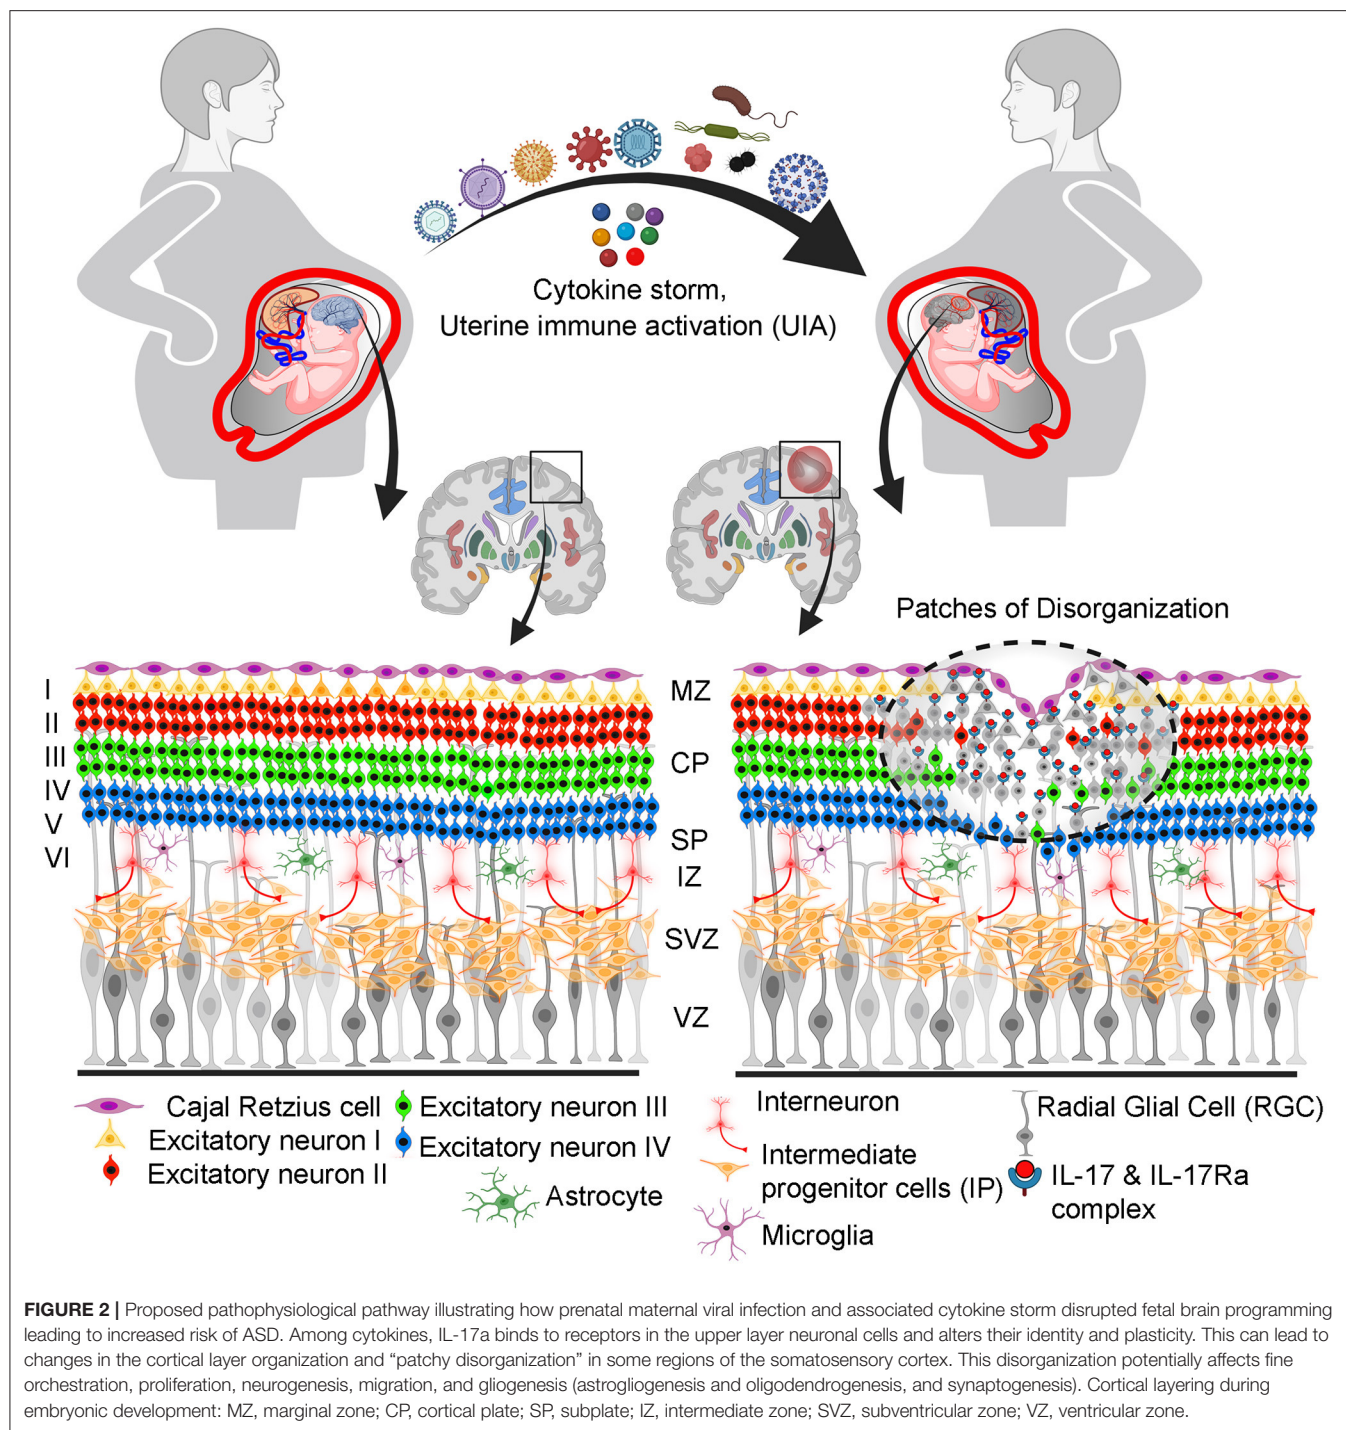 Cytokine storm,
Uterine immune activation (UIA)
Patches of Disorganization
I
II
III
IV
V
VI
MZ
CP
SP
IZ
SVZ
VZ
Cajal Retzius cell
Excitatory neuron I
Excitatory neuron II
Excitatory neuron III
Excitatory neuron IV
Astrocyte
Interneuron
Intermediate
progenitor cells (IP)
Microglia
Radial Glial Cell (RGC)
IL-17 & IL-17Ra
complex
FIGURE 2 | Proposed pathophysiological pathway illustrating how prenatal maternal viral infection and associated cytokine storm disrupted fetal brain programming
leading to increased risk of ASD. Among cytokines, IL-17a binds to receptors in the upper layer neuronal cells and alters their identity and plasticity. This can lead to
changes in the cortical layer organization and “patchy disorganization” in some regions of the somatosensory cortex. This disorganization potentially affects fine
orchestration, proliferation, neurogenesis, migration, and gliogenesis (astrogliogenesis and oligodendrogenesis, and synaptogenesis). Cortical layering during
embryonic development: MZ, marginal zone; CP, cortical plate; SP, subplate; IZ, intermediate zone; SVZ, subventricular zone; VZ, ventricular zone.